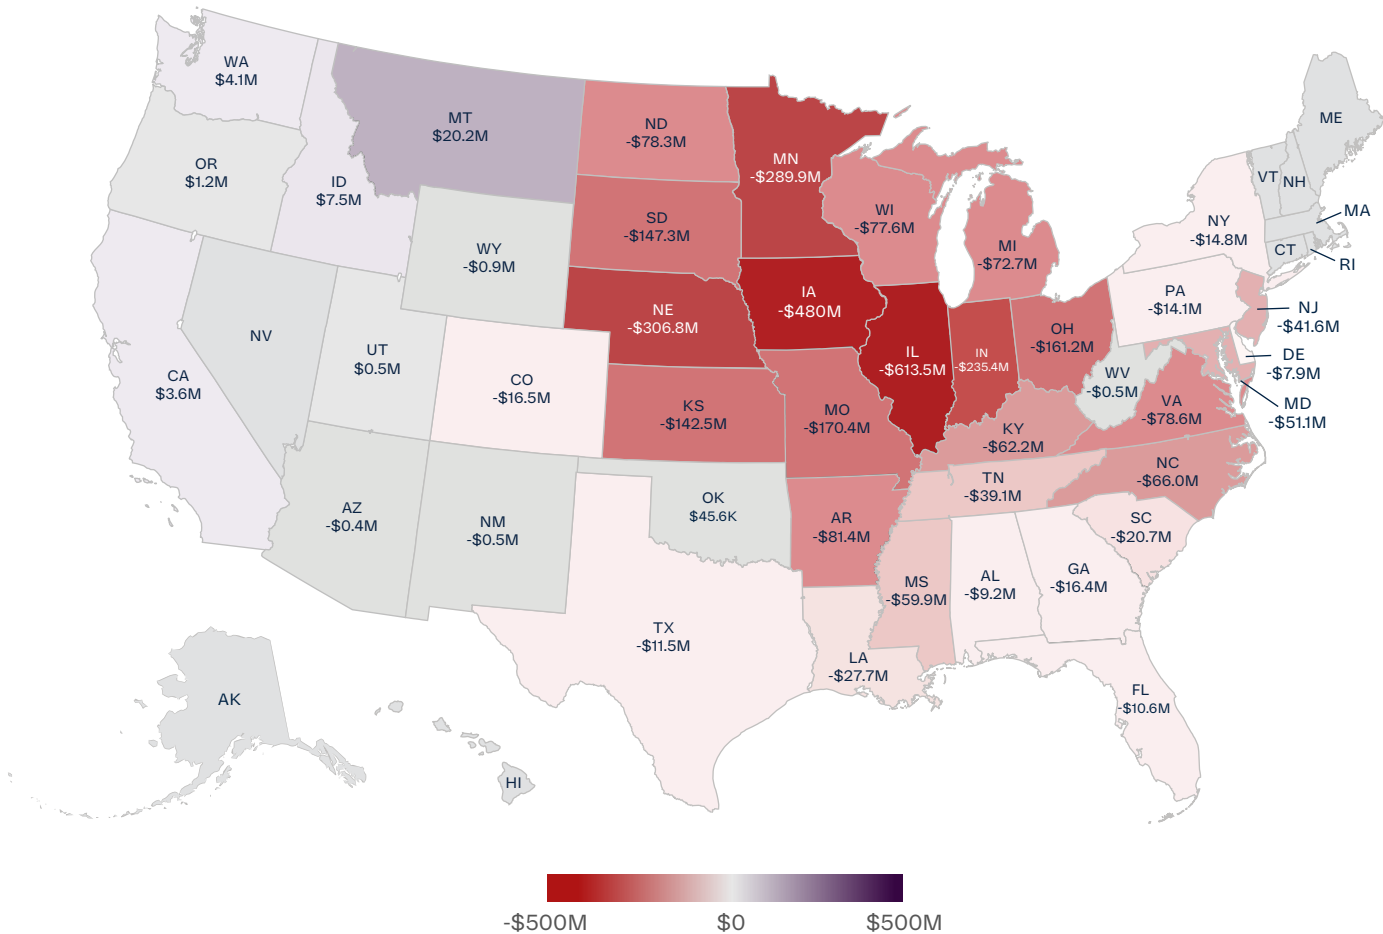 WA
$4.1M
MT
$20.2M
ND
-$78.3M
MN
-$289.9M
ME
OR
$1.2M
ID
$7.5M
VT
NH
WI
-$77.6M
SD
-$147.3M
MA
NY
-$14.8M
WY
-$0.9M
MI
-$72.7M
CT
RI
PA
-$14.1M
IA
-$480M
NE
-$306.8M
NJ
-$41.6M
OH
-$161.2M
NV
UT
$0.5M
IL
-$613.5M
IN
-$235.4M
DE
-$7.9M
CA
$3.6M
CO
-$16.5M
WV
-$0.5M
KS
-$142.5M
MO
-$170.4M
VA
-$78.6M
MD
-$51.1M
KY
-$62.2M
NC
-$66.0M
TN
-$39.1M
AZ
-$0.4M
NM
-$0.5M
OK
$45.6K
AR
-$81.4M
SC
-$20.7M
MS
-$59.9M
AL
-$9.2M
GA
-$16.4M
TX
-$11.5M
LA
-$27.7M
AK
FL
-$10.6M
HI
-$500M
$0
$500M